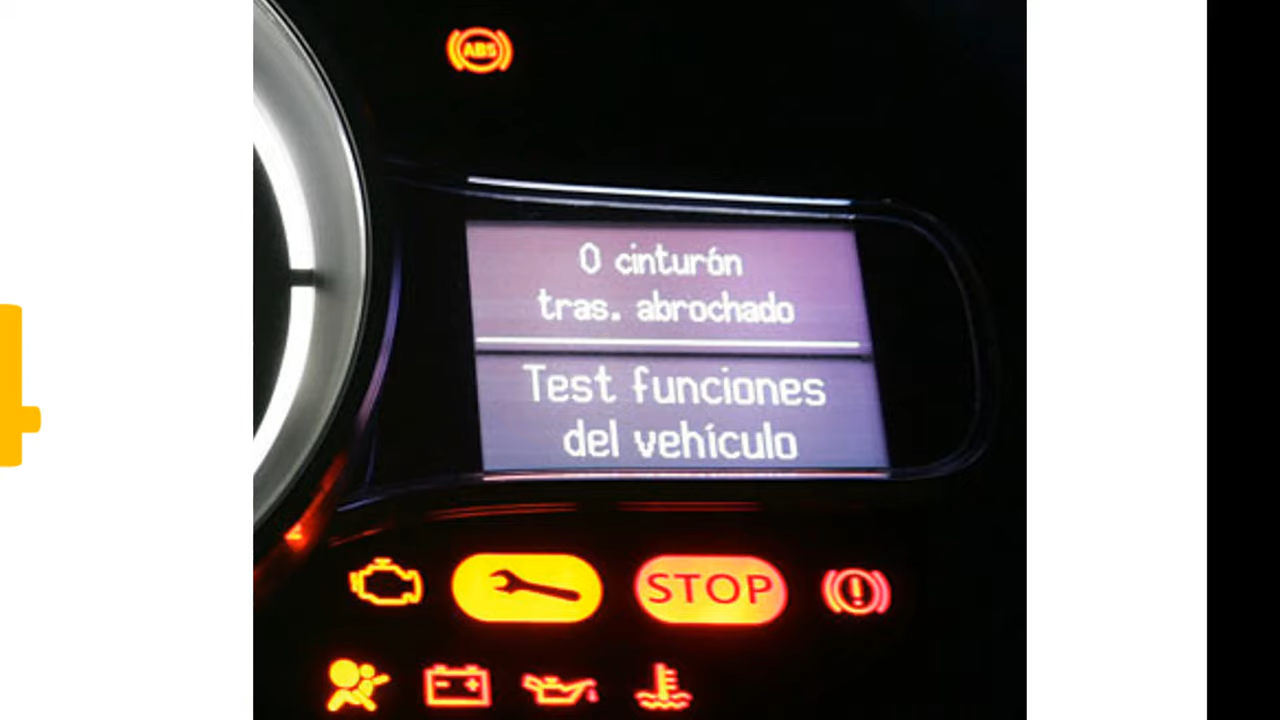 ABS
0 cinturón
tras. abrochado
Test funciones
del vehículo
STOP